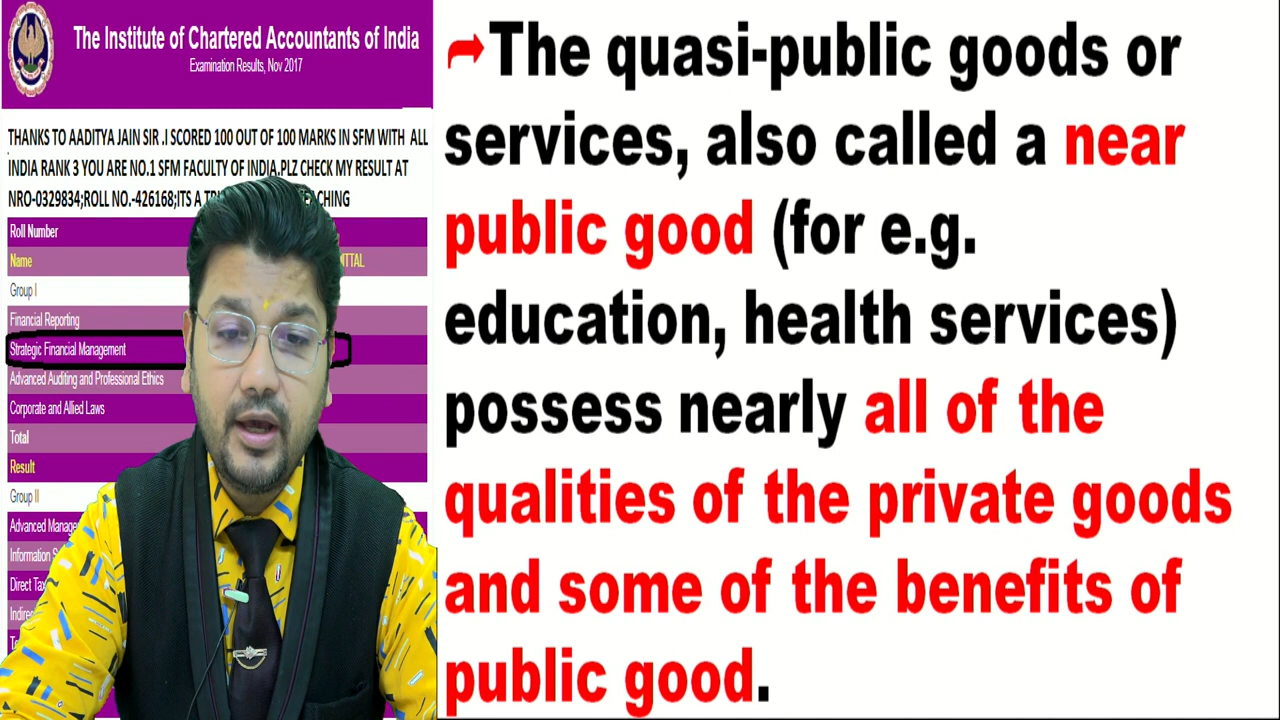 The Institute of Chartered Accountants of India
Examination Results, Nov 2017
THANKS TO AADITYA JAIN SIR .I SCORED 100 OUT OF 100 MARKS IN SFM WITH ALL
INDIA RANK 3 YOU ARE NO.1 SFM FACULTY OF INDIA.PLZ CHECK MY RESULT AT
NRO-0329834;ROLL NO.-426168;ITS A
Roll Number
Name
Group I
Financial Reporting
Strategic Financial Management
Advanced Auditing and Professional Ethics
Corporate and Allied Laws
Total
Result
Group II
Advanced
Information
Direct
The quasi-public goods or
services, also called a near
public good (for e.g.
education, health services)
possess nearly all of the
qualities of the private goods
and some of the benefits of
public good.